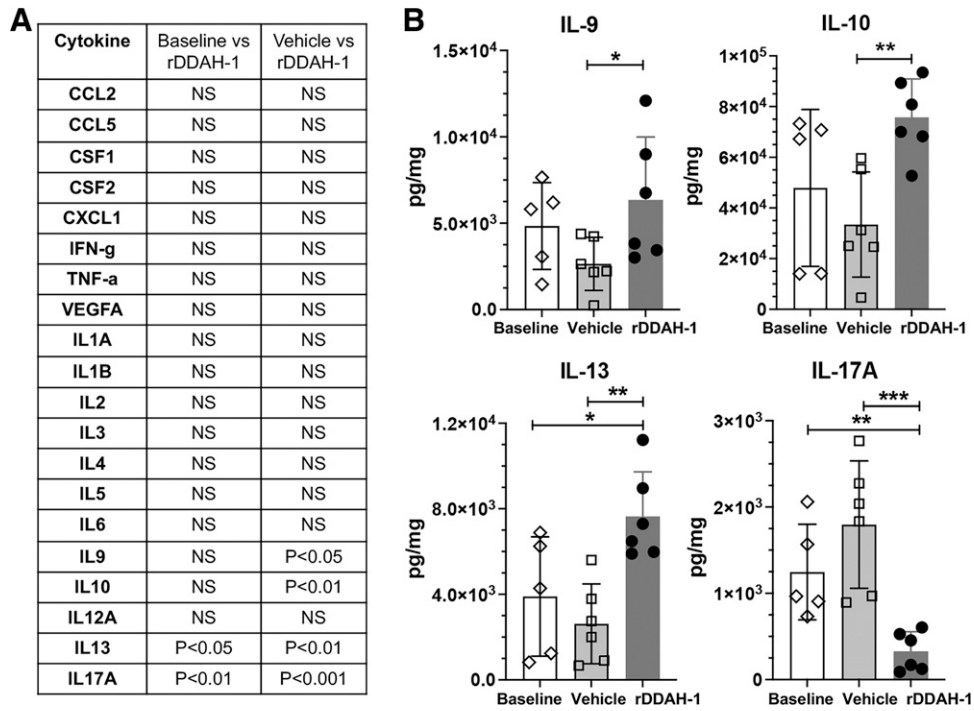 A
Cytokine Baseline vs rDDAH-1 Vehicle vs rDDAH-1
CCL2 NS NS
CCL5 NS NS
CSF1 NS NS
CSF2 NS NS
CXCL1 NS NS
IFN-g NS NS
TNF-a NS NS
VEGFA NS NS
IL1A NS NS
IL1B NS NS
IL2 NS NS
IL3 NS NS
IL4 NS NS
IL5 NS NS
IL6 NS NS
IL9 NS P<0.05
IL10 NS P<0.01
IL12A NS NS
IL13 P<0.05 P<0.01
IL17A P<0.01 P<0.001
B
IL-9
*
1.5×10⁴
1.0×10⁴
5.0×10³
0.0
pg/mg
Baseline Vehicle rDDAH-1
IL-10
**
1×10⁵
8×10⁴
6×10⁴
4×10⁴
2×10⁴
0
pg/mg
Baseline Vehicle rDDAH-1
IL-13
**
*
1.2×10⁴
8.0×10³
4.0×10³
0.0
pg/mg
Baseline Vehicle rDDAH-1
IL-17A
***
**
3×10³
2×10³
1×10³
0
pg/mg
Baseline Vehicle rDDAH-1